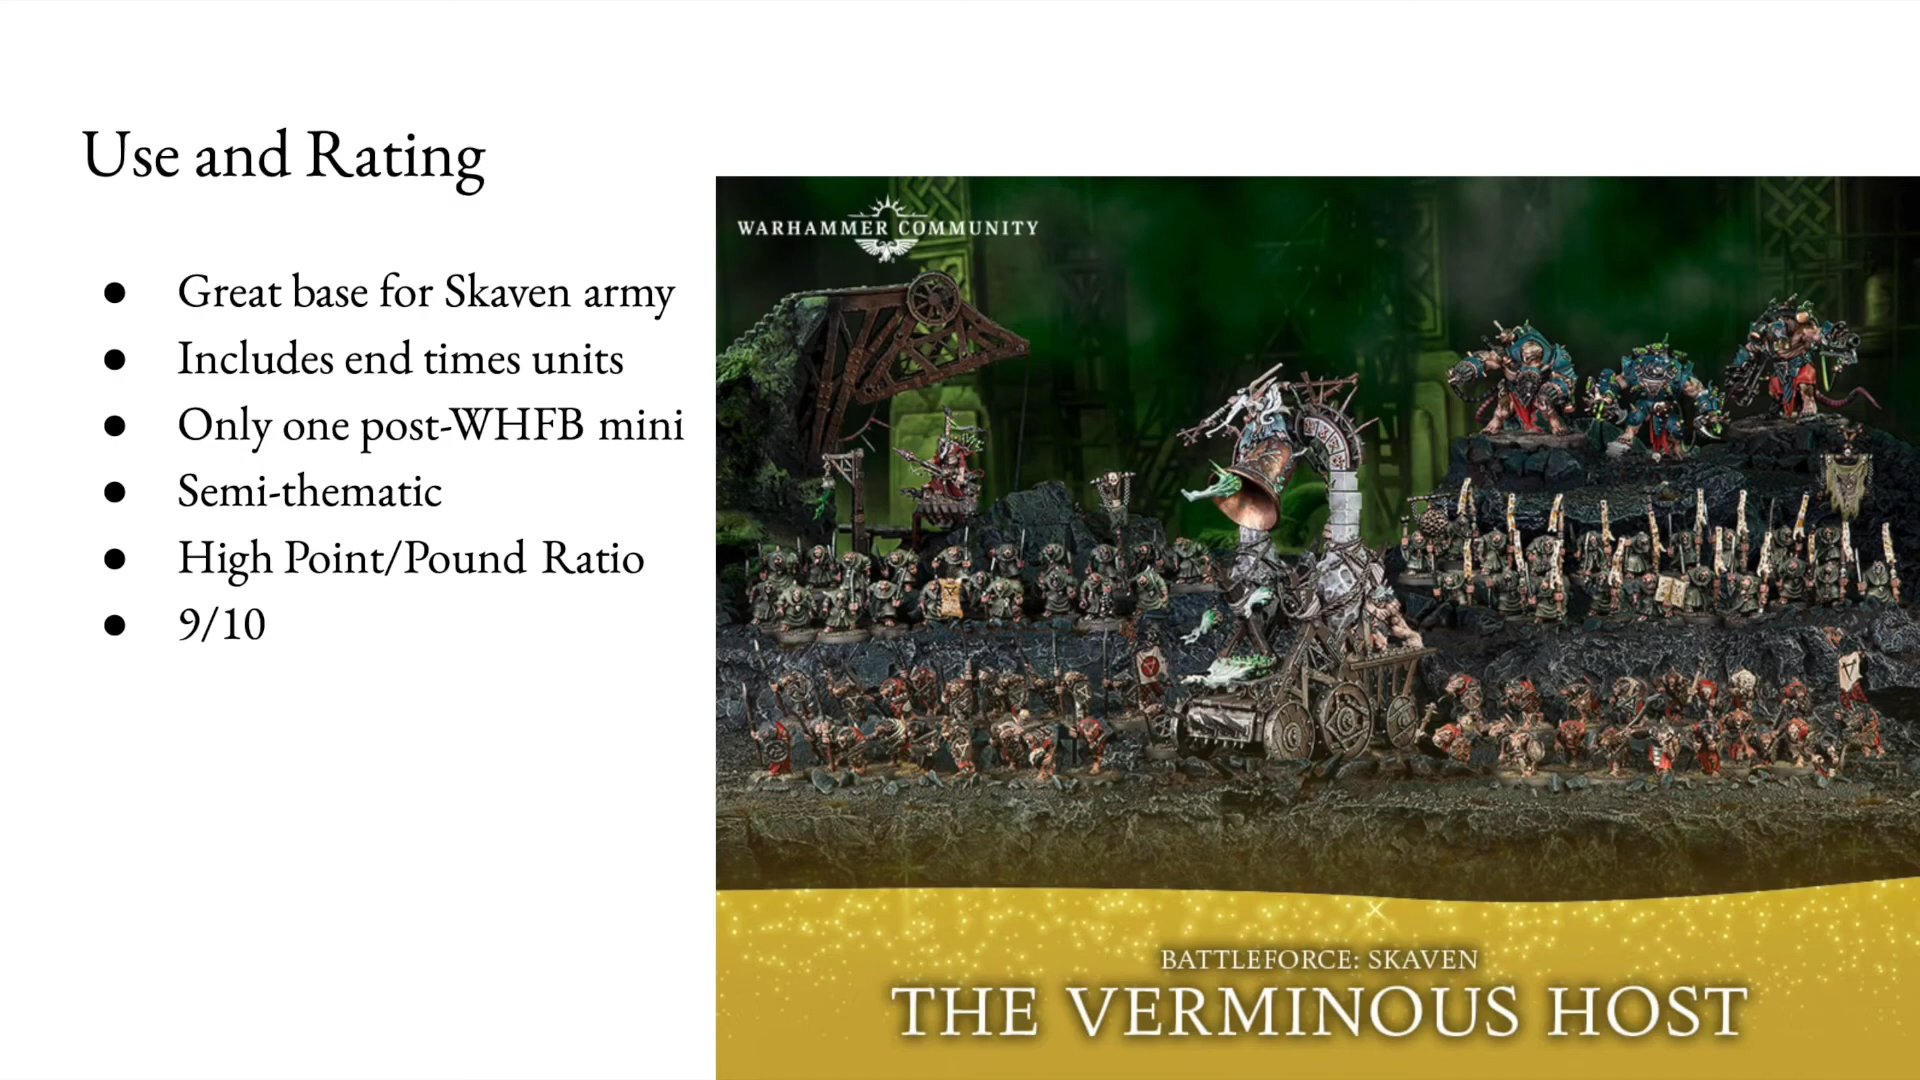 Use and Rating
● Great base for Skaven army
● Includes end times units
● Only one post-WHFB mini
● Semi-thematic
● High Point/Pound Ratio
● 9/10
WARHAMMER COMMUNITY
BATTLEFORCE: SKAVEN
THE VERMINOUS HOST